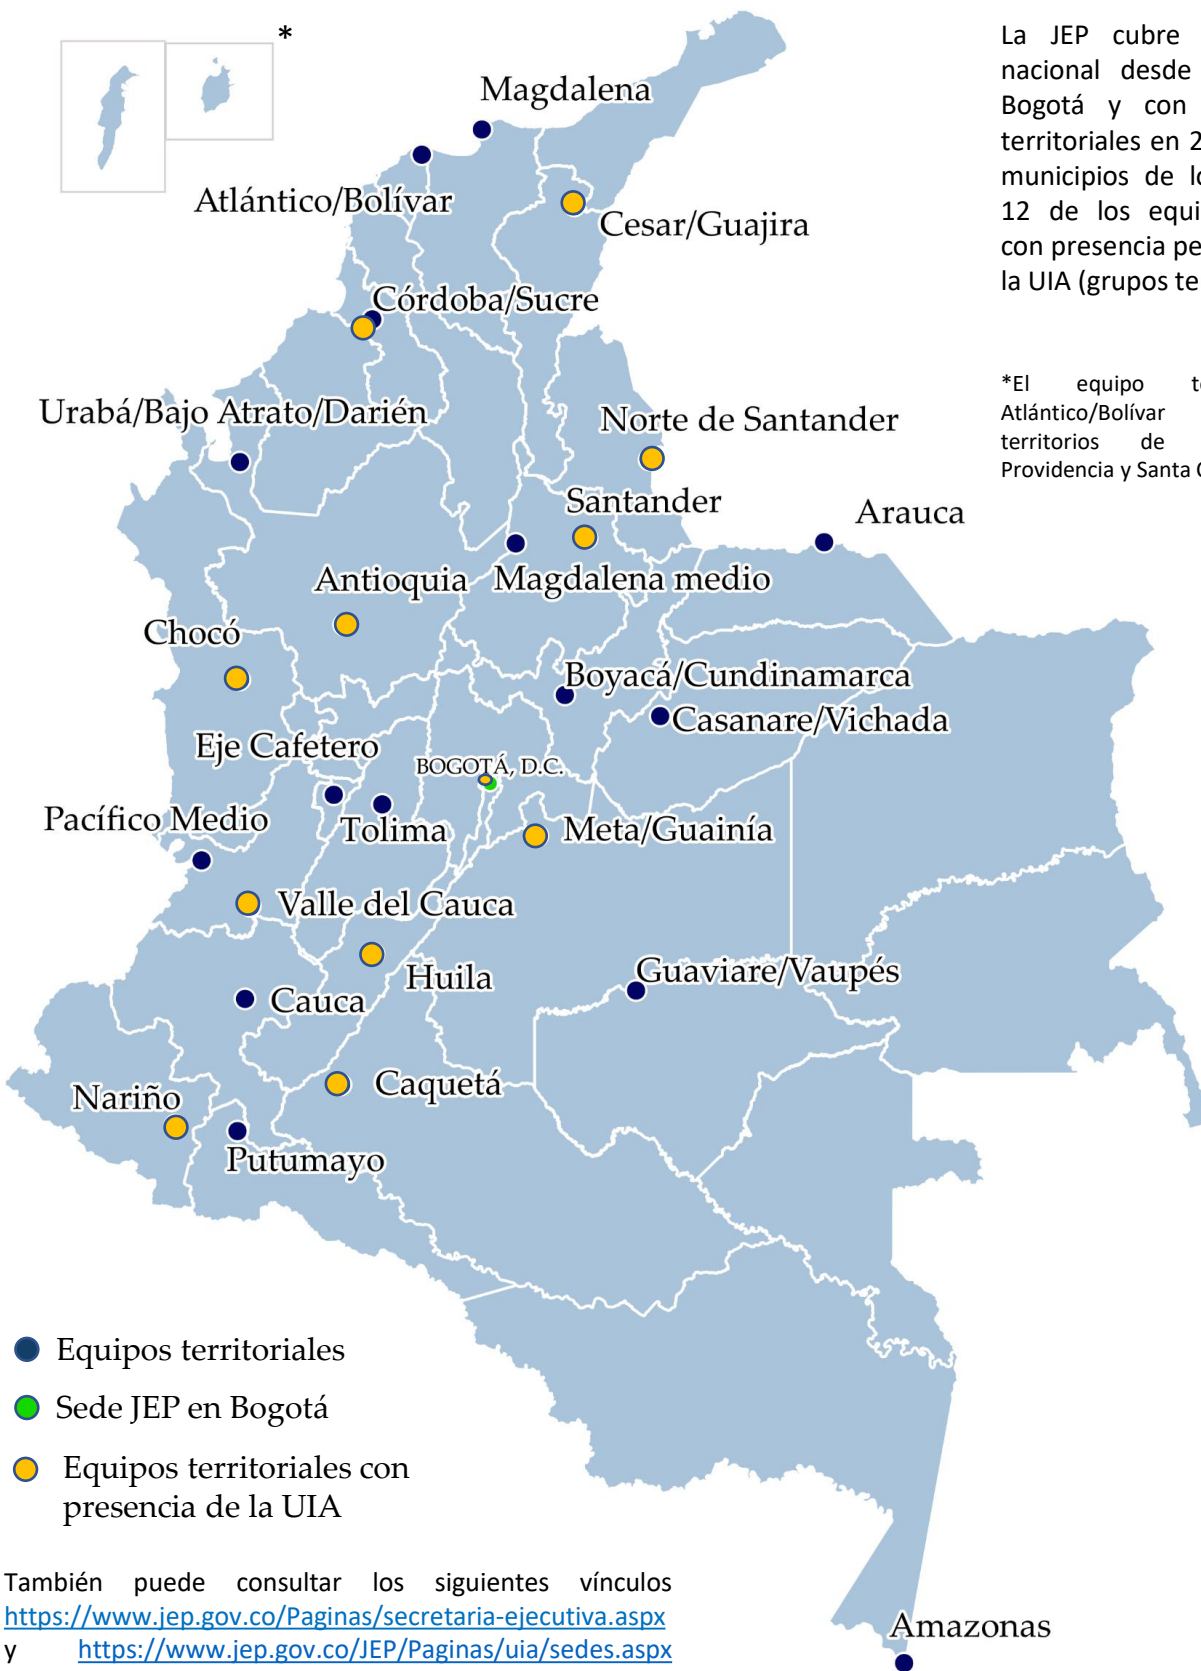 *
La JEP cubre
nacional desde
Bogotá y con
territoriales en 2
municipios de
12 de los
con presencia
la UIA (grupos
*El equipo
Atlántico/Bolívar
territorios de
Providencia y Santa
Magdalena
Atlántico/Bolívar
Cesar/Guajira
Córdoba/Sucre
Urabá/Bajo Atrato/Darién
Norte de Santander
Santander
Arauca
Antioquia
Magdalena medio
Chocó
Boyacá/Cundinamarca
Casanare/Vichada
Eje Cafetero
BOGOTÁ, D.C.
Pacífico Medio
Tolima
Meta/Guainía
Valle del Cauca
Huila
Guaviare/Vaupés
Cauca
Caquetá
Nariño
Putumayo
Equipos territoriales
Sede JEP en Bogotá
Equipos territoriales con
presencia de la UIA
También puede consultar los siguientes vínculos
https://www.jep.gov.co/Paginas/secretaria-ejecutiva.aspx
y https://www.jep.gov.co/JEP/Paginas/uia/sedes.aspx
Amazonas